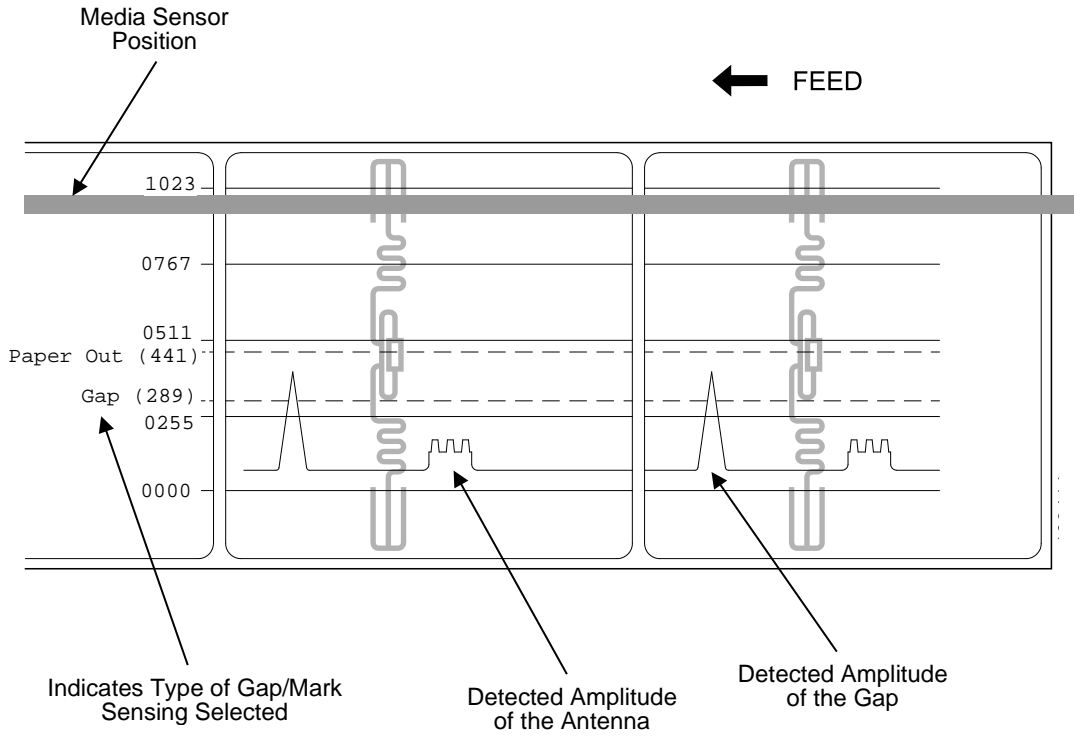 Media Sensor
Position
FEED
1023
0767
0511
Paper Out (441)
Gap (289)
0255
0000
Indicates Type of Gap/Mark
Sensing Selected
Detected Amplitude
of the Antenna
Detected Amplitude
of the Gap